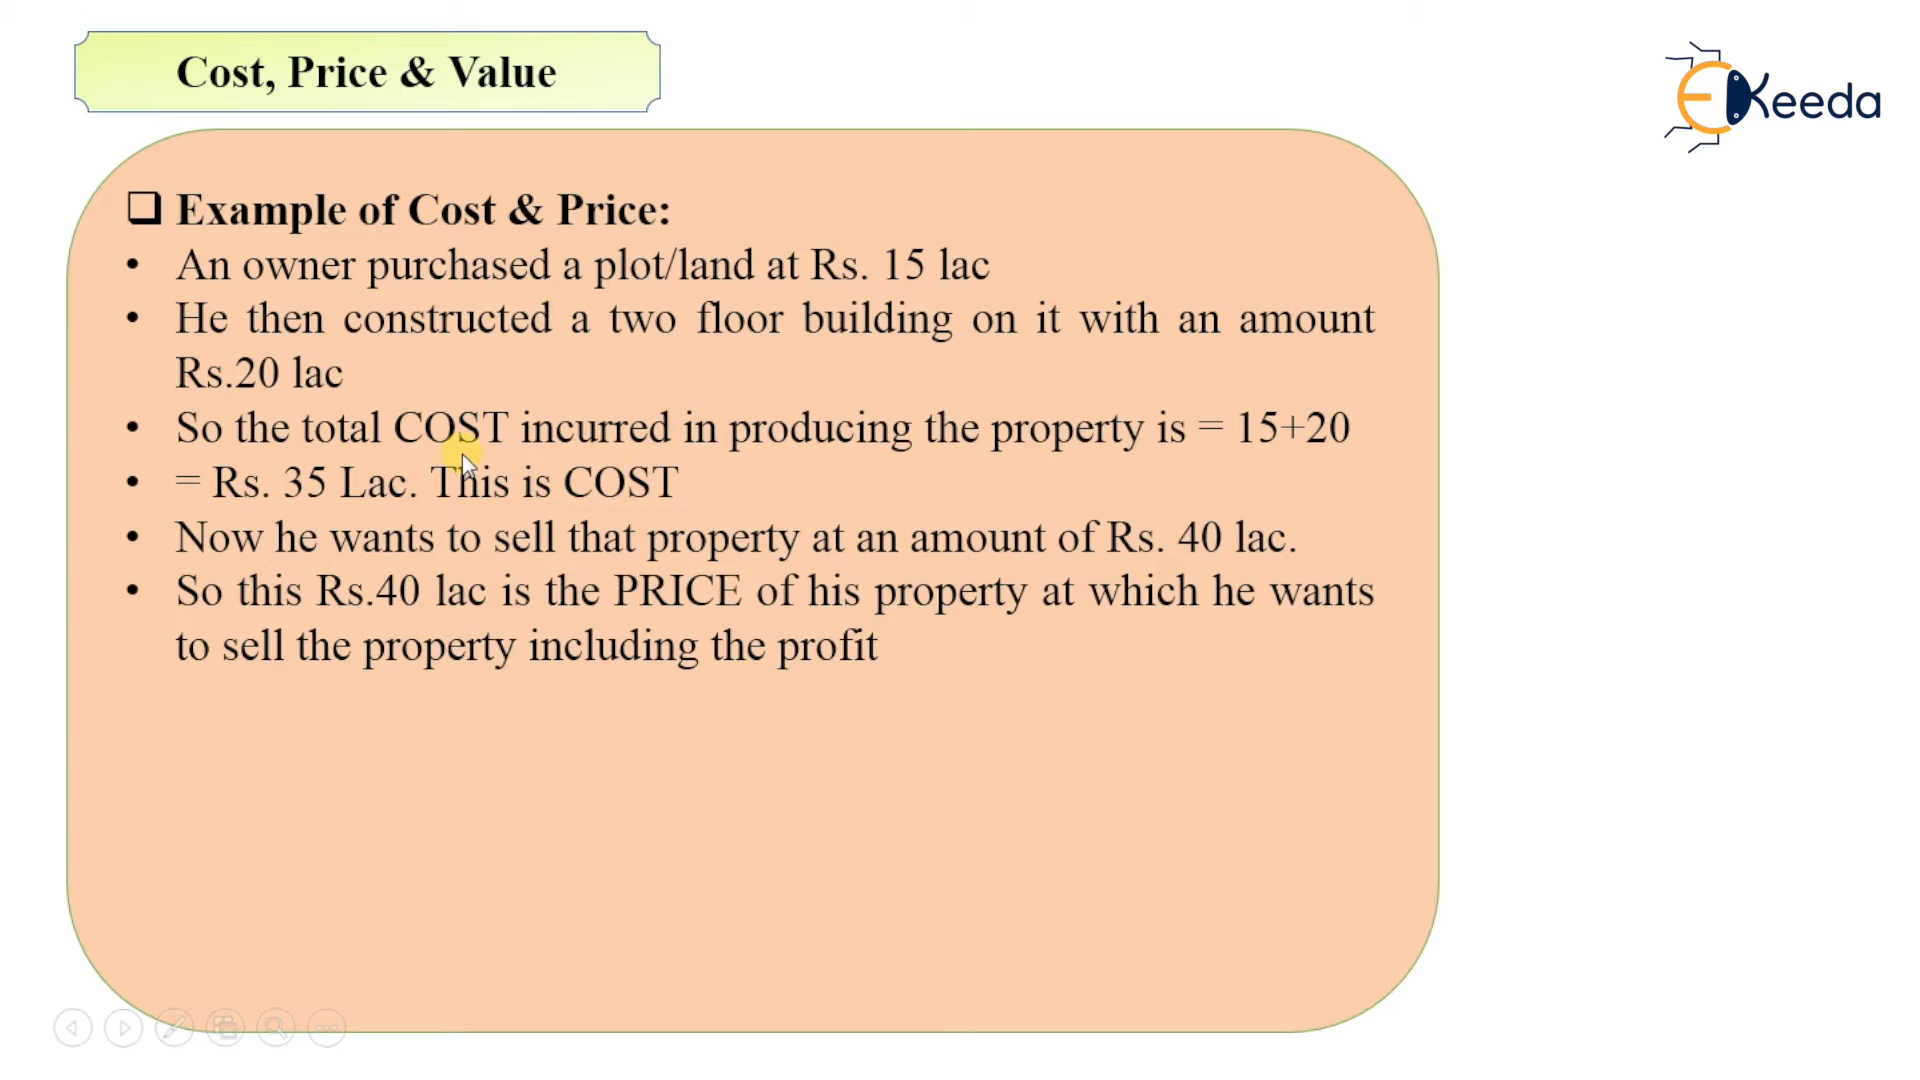 Cost, Price & Value
EKeeda
❑ Example of Cost & Price:
• An owner purchased a plot/land at Rs. 15 lac
• He then constructed a two floor building on it with an amount
Rs.20 lac
• So the total COST incurred in producing the property is = 15+20
• = Rs. 35 Lac. This is COST
• Now he wants to sell that property at an amount of Rs. 40 lac.
• So this Rs.40 lac is the PRICE of his property at which he wants
to sell the property including the profit